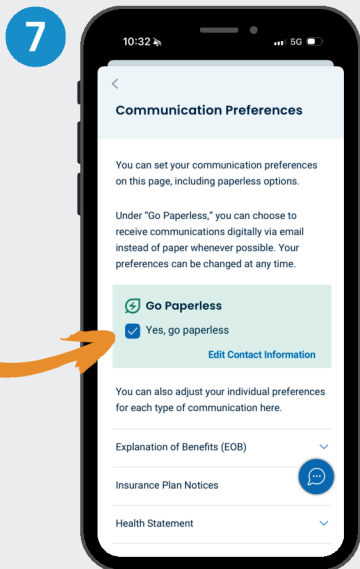 7
10:32
5G
Communication Preferences
You can set your communication preferences
on this page, including paperless options.
Under “Go Paperless,” you can choose to
receive communications digitally via email
instead of paper whenever possible. Your
preferences can be changed at any time.
Go Paperless
Yes, go paperless
Edit Contact Information
You can also adjust your individual preferences
for each type of communication here.
Explanation of Benefits (EOB)
Insurance Plan Notices
Health Statement